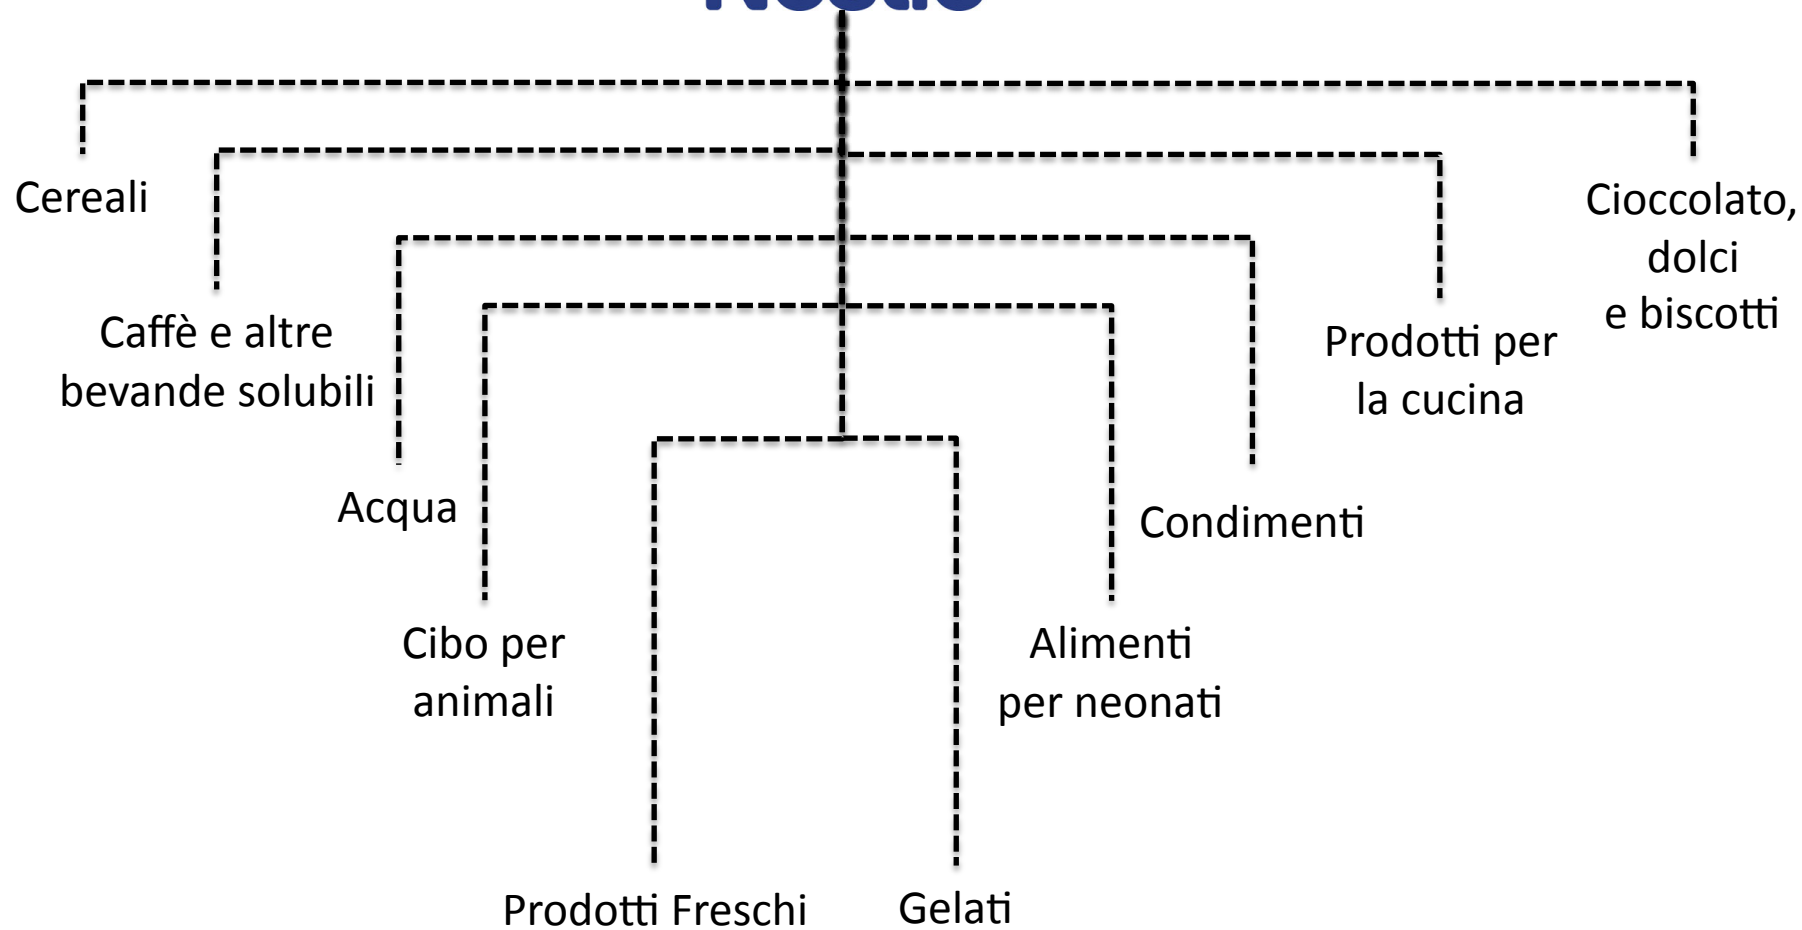 Nestlé
Cereali
Cioccolato,
dolci
e biscotti
Caffè e altre
bevande solubili
Prodotti per
la cucina
Acqua
Condimenti
Cibo per
animali
Alimenti
per neonati
Prodotti Freschi
Gelati